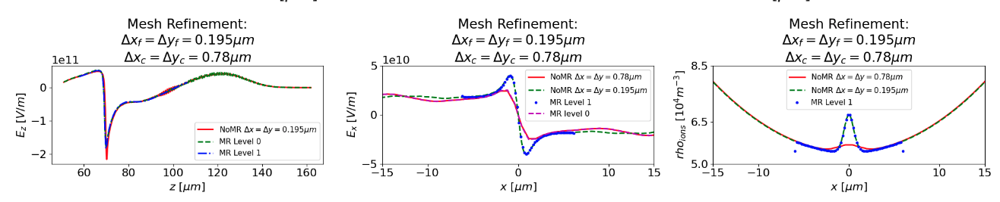 Mesh Refinement:
Δx_f = Δy_f = 0.195μm
Δx_c = Δy_c = 0.78μm
1e11
0
−1
−2
E_z [V/m]
60
80
100
120
140
160
z [μm]
NoMR Δx = Δy = 0.195μm
MR Level 0
MR Level 1
Mesh Refinement:
Δx_f = Δy_f = 0.195μm
Δx_c = Δy_c = 0.78μm
1e10
5
0
−5
E_x [V/m]
−15
−10
0
10
15
x [μm]
NoMR Δx = Δy = 0.78μm
NoMR Δx = Δy = 0.195μm
MR Level 1
MR level 0
Mesh Refinement:
Δx_f = Δy_f = 0.195μm
Δx_c = Δy_c = 0.78μm
8.5
6.5
5.0
rho_ions [10^4 m^−3]
−15
−10
0
10
15
x [μm]
NoMR Δx = Δy = 0.78μm
NoMR Δx = Δy = 0.195μm
MR Level 1